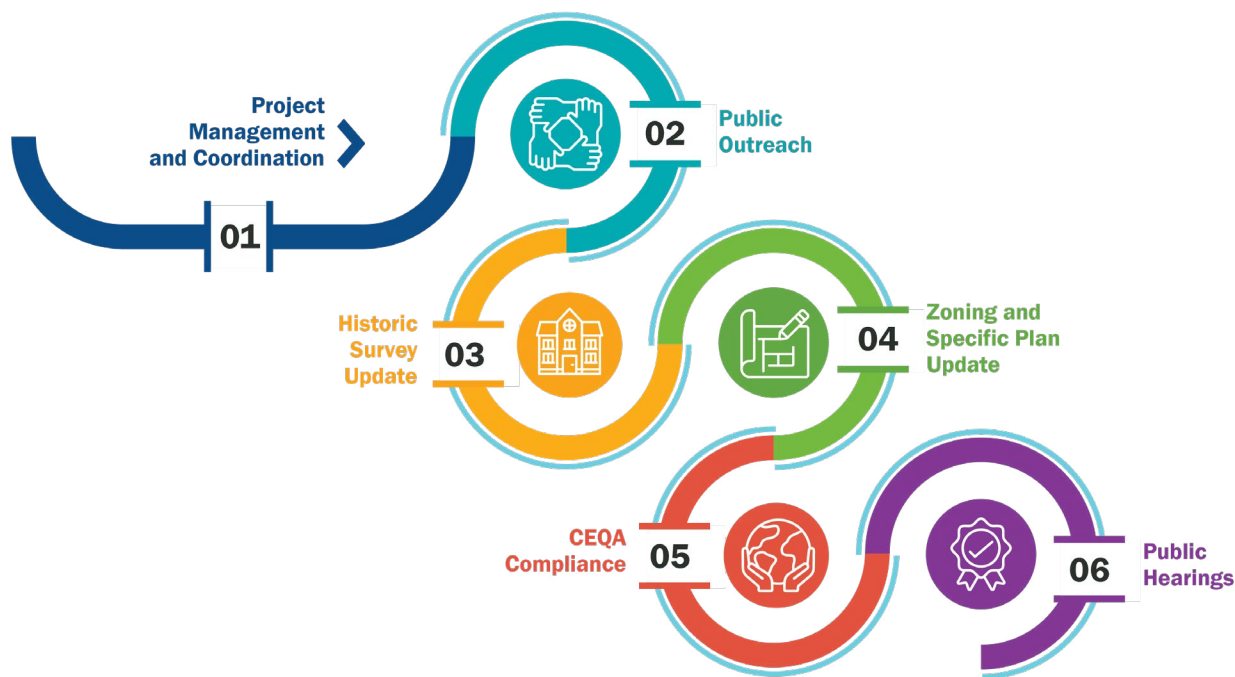 Project
Management
and Coordination
01
02
Public
Outreach
Historic
Survey
Update
03
04
Zoning and
Specific Plan
Update
CEQA
Compliance
05
06
Public
Hearings